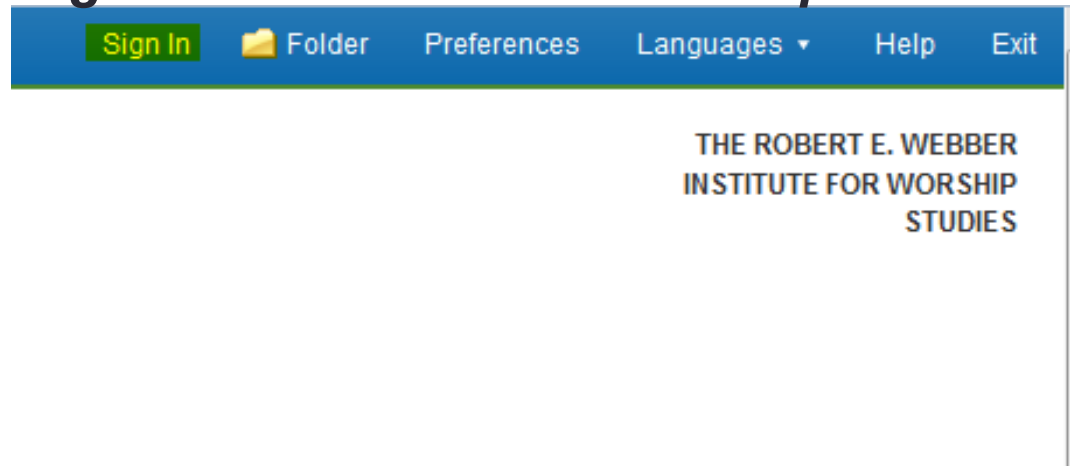 Sign In Folder Preferences Languages ▾ Help Exit
THE ROBERT E. WEBBER
INSTITUTE FOR WORSHIP
STUDIES